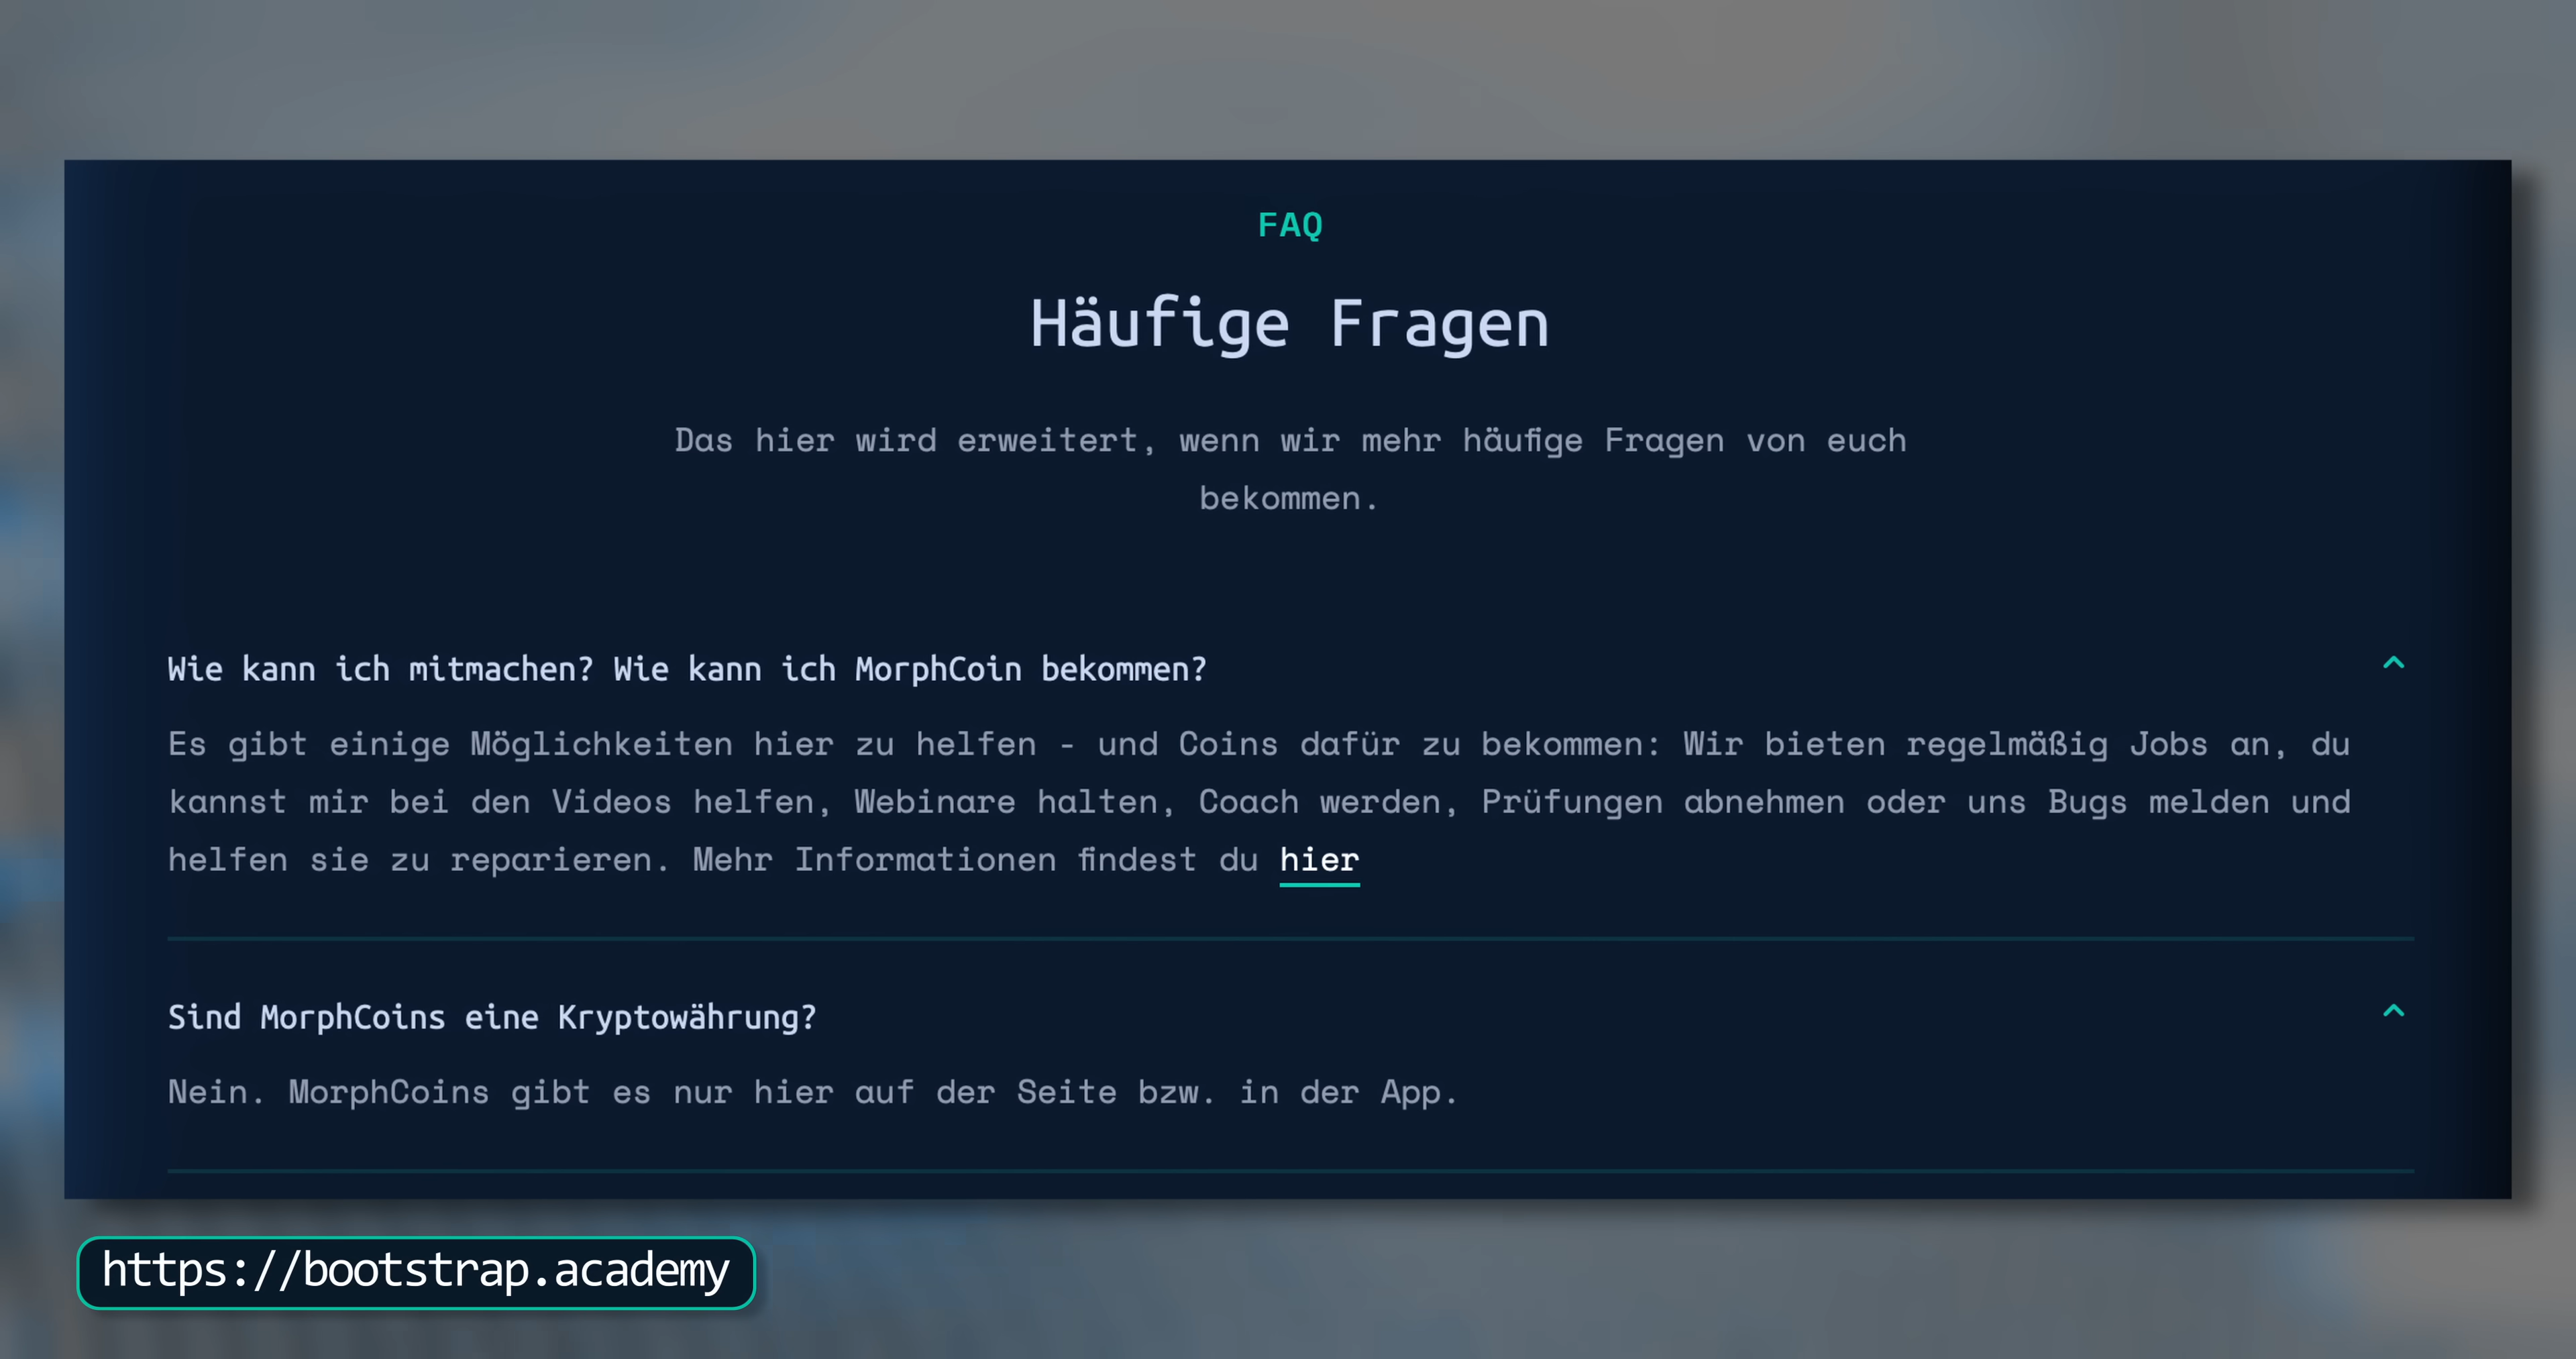 FAQ
Häufige Fragen
Das hier wird erweitert, wenn wir mehr häufige Fragen von euch
bekommen.
Wie kann ich mitmachen? Wie kann ich MorphCoin bekommen?
Es gibt einige Möglichkeiten hier zu helfen - und Coins dafür zu bekommen: Wir bieten regelmäßig Jobs an, du
kannst mir bei den Videos helfen, Webinare halten, Coach werden, Prüfungen abnehmen oder uns Bugs melden und
helfen sie zu reparieren. Mehr Informationen findest du hier
Sind MorphCoins eine Kryptowährung?
Nein. MorphCoins gibt es nur hier auf der Seite bzw. in der App.
https://bootstrap.academy